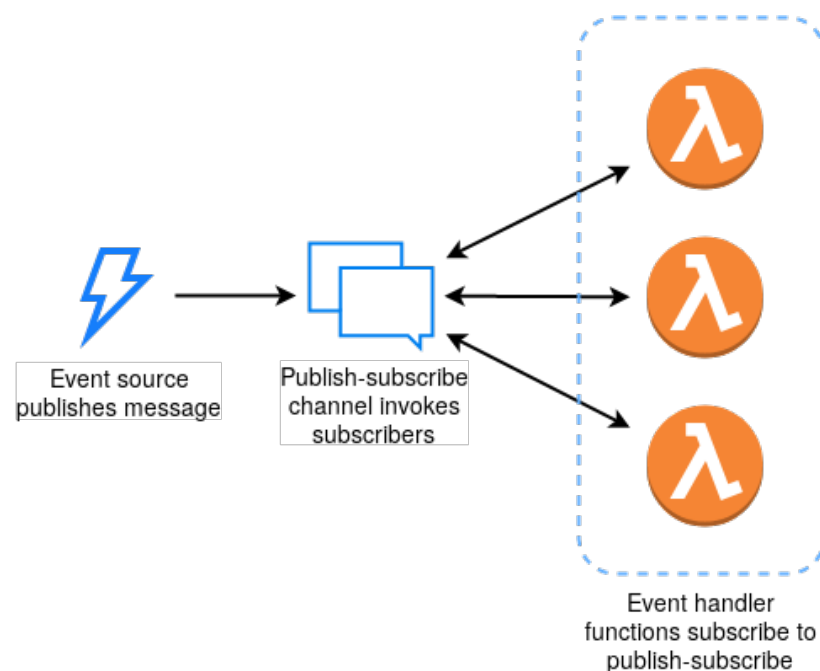 Event source
publishes message
Publish-subscribe
channel invokes
subscribers
Event handler
functions subscribe to
publish-subscribe